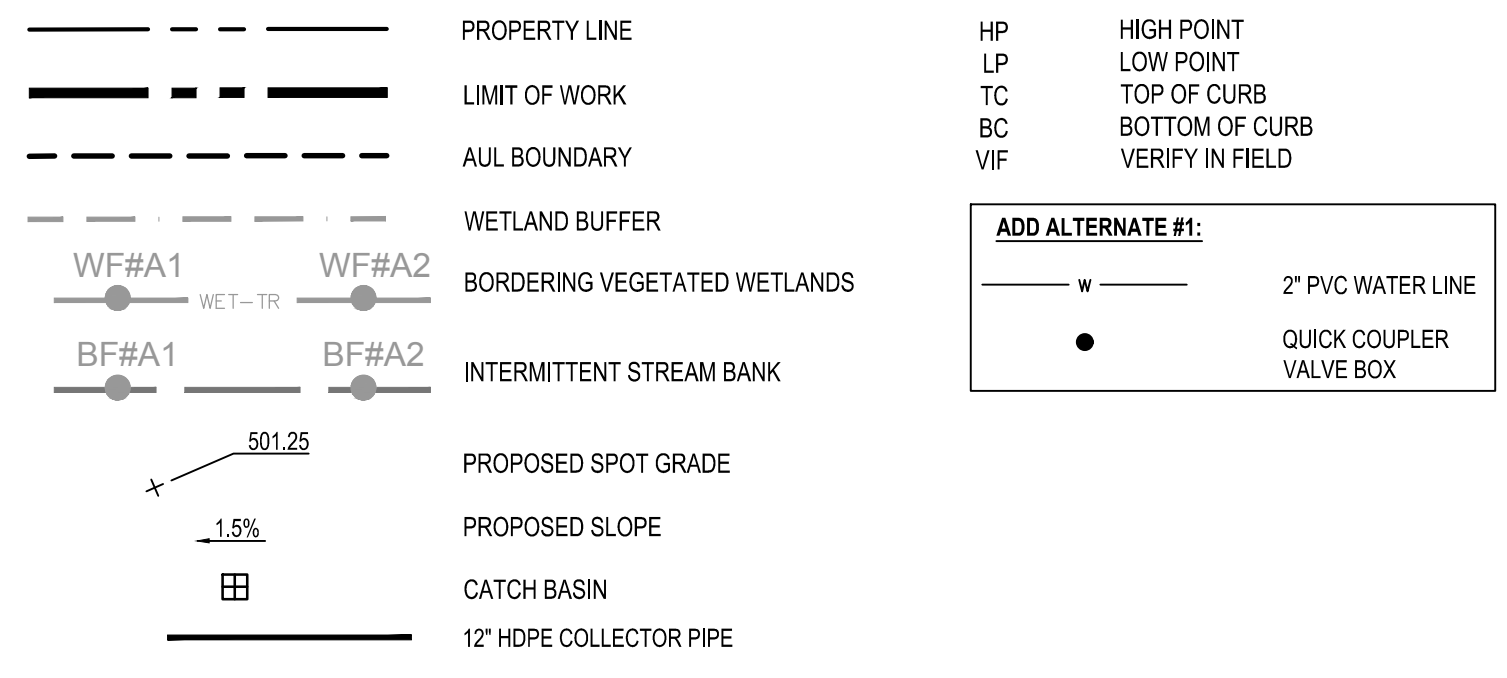 PROPERTY LINE
LIMIT OF WORK
AUL BOUNDARY
WETLAND BUFFER
WF#A1 WF#A2
WET-TR
BORDERING VEGETATED WETLANDS
BF#A1 BF#A2
INTERMITTENT STREAM BANK
501.25
PROPOSED SPOT GRADE
1.5%
PROPOSED SLOPE
CATCH BASIN
12" HDPE COLLECTOR PIPE
HP HIGH POINT
LP LOW POINT
TC TOP OF CURB
BC BOTTOM OF CURB
VIF VERIFY IN FIELD
ADD ALTERNATE #1:
W 2" PVC WATER LINE
QUICK COUPLER
VALVE BOX